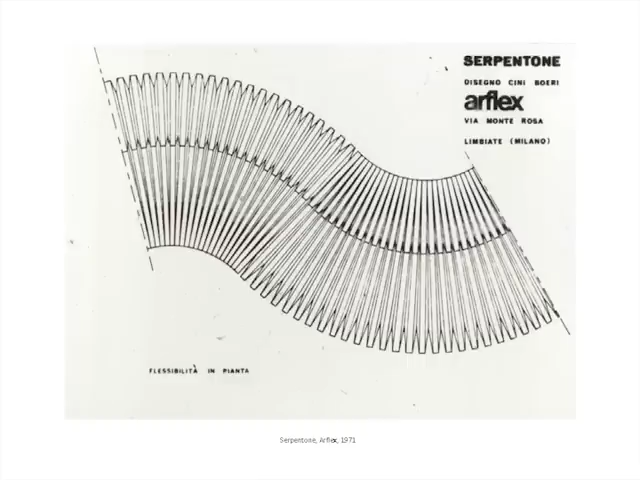 SERPENTONE
DISEGNO CINI BOERI
arflex
VIA MONTE ROSA
LIMBIATE (MILANO)
FLESSIBILITÀ IN PIANTA
Serpentone, Arflex, 1971